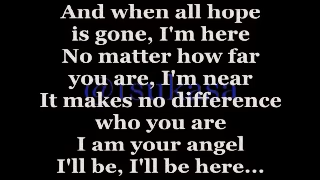 And when all hope
is gone, I'm here
No matter how far
you are, I'm near
It makes no difference
who you are
I am your angel
I'll be, I'll be here...